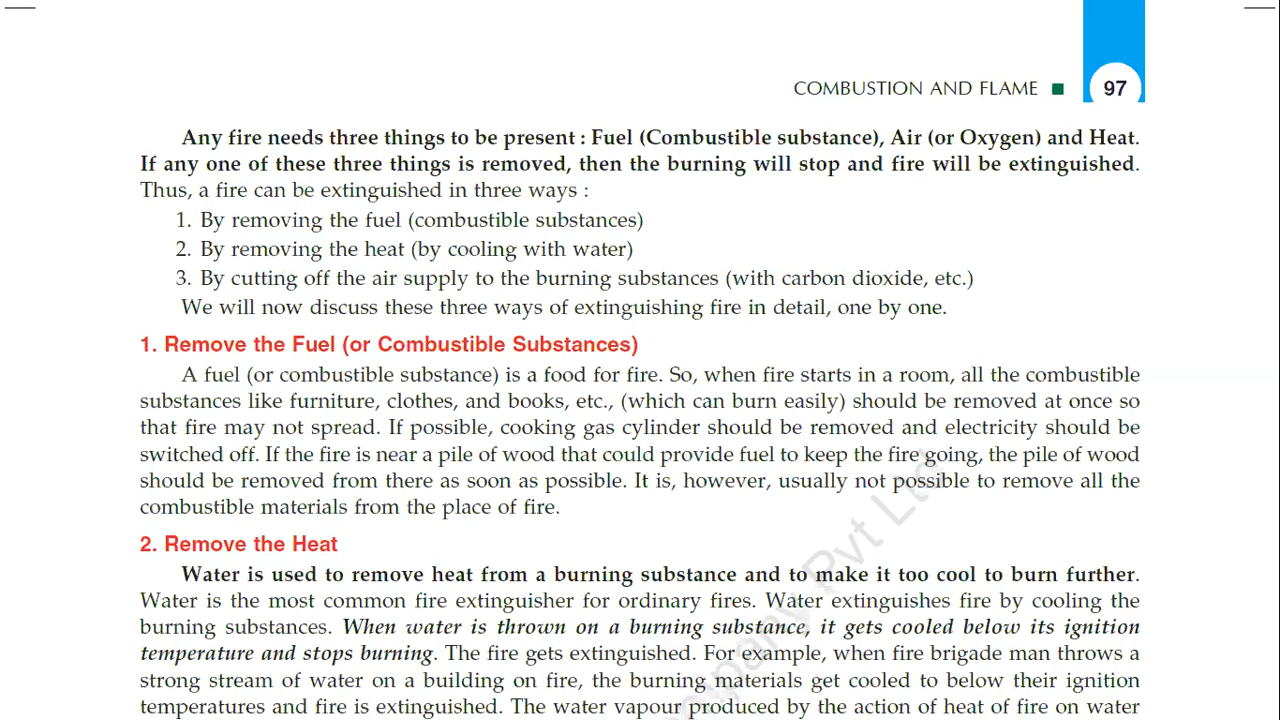 COMBUSTION AND FLAME ■ 97
Any fire needs three things to be present : Fuel (Combustible substance), Air (or Oxygen) and Heat.
If any one of these three things is removed, then the burning will stop and fire will be extinguished.
Thus, a fire can be extinguished in three ways :
1. By removing the fuel (combustible substances)
2. By removing the heat (by cooling with water)
3. By cutting off the air supply to the burning substances (with carbon dioxide, etc.)
We will now discuss these three ways of extinguishing fire in detail, one by one.
1. Remove the Fuel (or Combustible Substances)
A fuel (or combustible substance) is a food for fire. So, when fire starts in a room, all the combustible
substances like furniture, clothes, and books, etc., (which can burn easily) should be removed at once so
that fire may not spread. If possible, cooking gas cylinder should be removed and electricity should be
switched off. If the fire is near a pile of wood that could provide fuel to keep the fire going, the pile of wood
should be removed from there as soon as possible. It is, however, usually not possible to remove all the
combustible materials from the place of fire.
2. Remove the Heat
Water is used to remove heat from a burning substance and to make it too cool to burn further.
Water is the most common fire extinguisher for ordinary fires. Water extinguishes fire by cooling the
burning substances. When water is thrown on a burning substance, it gets cooled below its ignition
temperature and stops burning. The fire gets extinguished. For example, when fire brigade man throws a
strong stream of water on a building on fire, the burning materials get cooled to below their ignition
temperatures and fire is extinguished. The water vapour produced by the action of heat of fire on water
Pvt Ltd